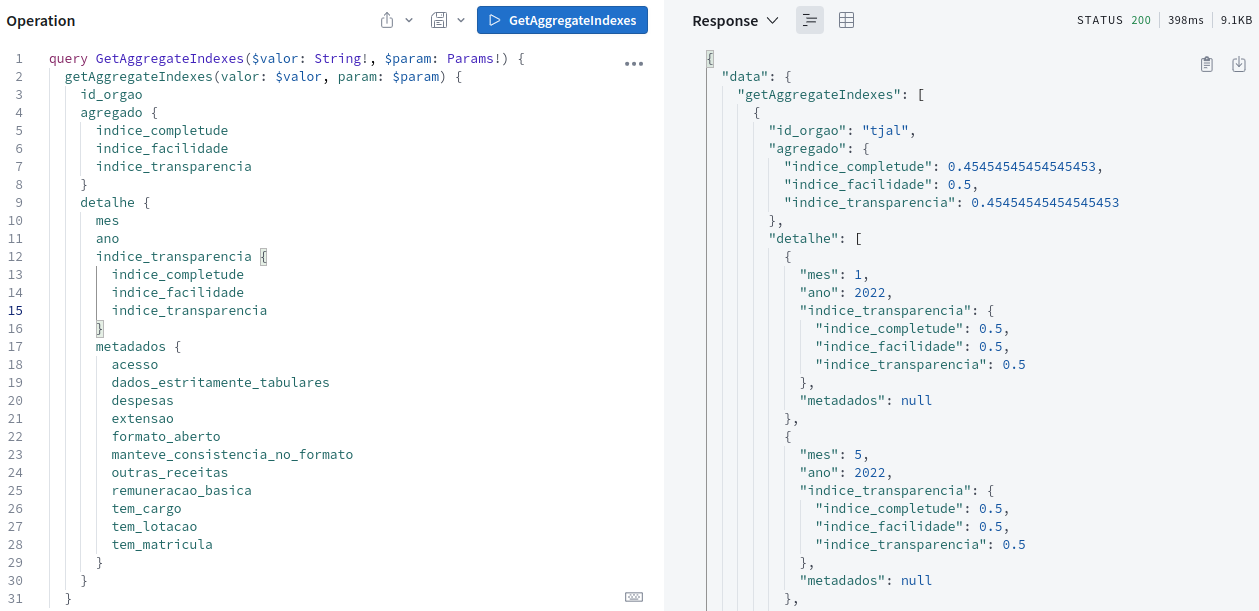 Operation
GetAggregateIndexes
1 query GetAggregateIndexes($valor: String!, $param: Params!) {
2 getAggregateIndexes(valor: $valor, param: $param) {
3 id_orgao
4 agregado {
5 indice_completude
6 indice_facilidade
7 indice_transparencia
8 }
9 detalhe {
10 mes
11 ano
12 indice_transparencia {
13 indice_completude
14 indice_facilidade
15 indice_transparencia
16 }
17 metadados {
18 acesso
19 dados_estritamente_tabulares
20 despesas
21 extensao
22 formato_aberto
23 manteve_consistencia_no_formato
24 outras_receitas
25 remuneracao_basica
26 tem_cargo
27 tem_lotacao
28 tem_matricula
29 }
30 }
31 }
Response
STATUS 200 398ms 9.1KB
{
"data": {
"getAggregateIndexes": [
{
"id_orgao": "tjal",
"agregado": {
"indice_completude": 0.45454545454545453,
"indice_facilidade": 0.5,
"indice_transparencia": 0.45454545454545453
},
"detalhe": [
{
"mes": 1,
"ano": 2022,
"indice_transparencia": {
"indice_completude": 0.5,
"indice_facilidade": 0.5,
"indice_transparencia": 0.5
},
"metadados": null
},
{
"mes": 5,
"ano": 2022,
"indice_transparencia": {
"indice_completude": 0.5,
"indice_facilidade": 0.5,
"indice_transparencia": 0.5
},
"metadados": null
},